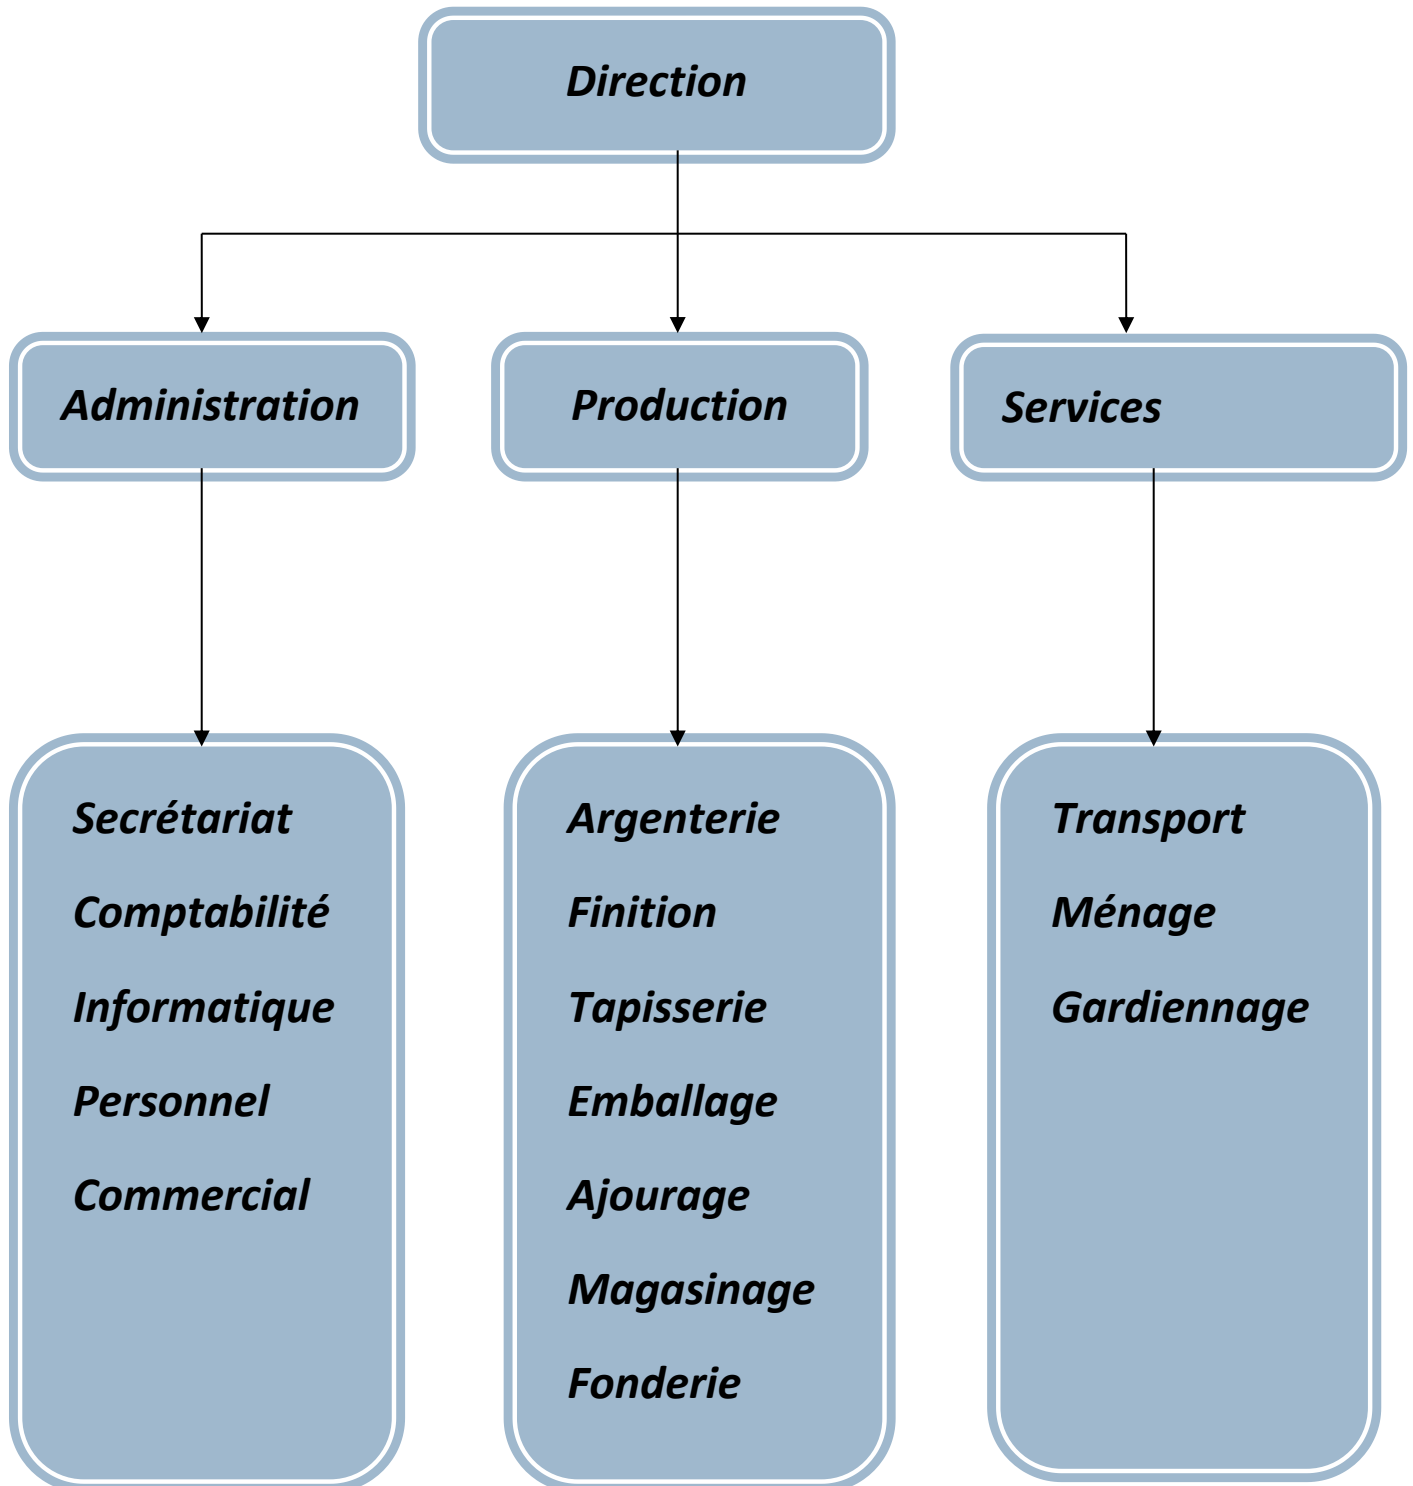 Direction
Administration
Production
Services
Secrétariat
Comptabilité
Informatique
Personnel
Commercial
Argenterie
Finition
Tapisserie
Emballage
Ajourage
Magasinage
Fonderie
Transport
Ménage
Gardiennage